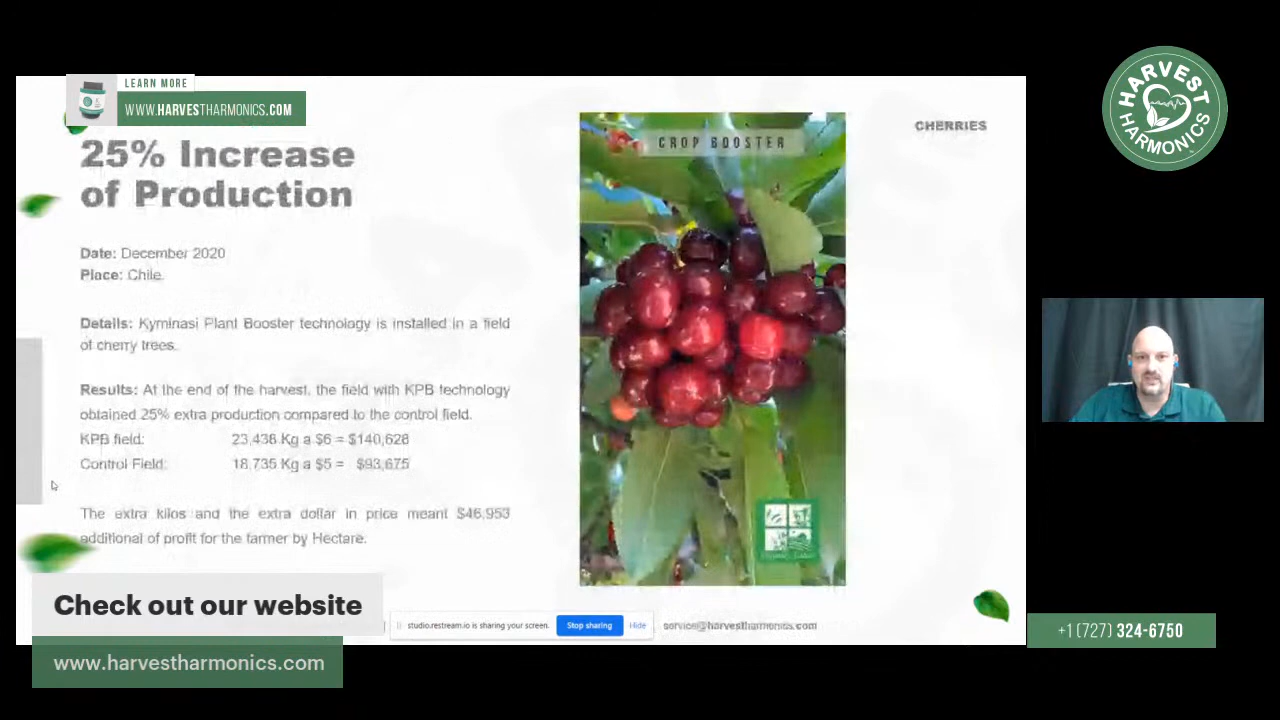 LEARN MORE
WWW.HARVESTHARMONICS.COM
25% Increase
of Production
Date: December 2020
Place: Chile.
Details: Kyminasi Plant Booster technology is installed in a field
of cherry trees.
Results: At the end of the harvest, the field with KPB technology
obtained 25% extra production compared to the control field.
KPB field: 23.438 Kg a $6 = $140,628
Control Field: 18.735 Kg a $5 = $93,675
The extra kilos and the extra dollar in price meant $46,953
additional of profit for the farmer by Hectare.
CROP BOOSTER
CHERRIES
HARVEST
HARMONICS
Check out our website
www.harvestharmonics.com
studio.restream.io is sharing your screen.
Stop sharing
Hide
service@harvestharmonics.com
+1 (727) 324-6750